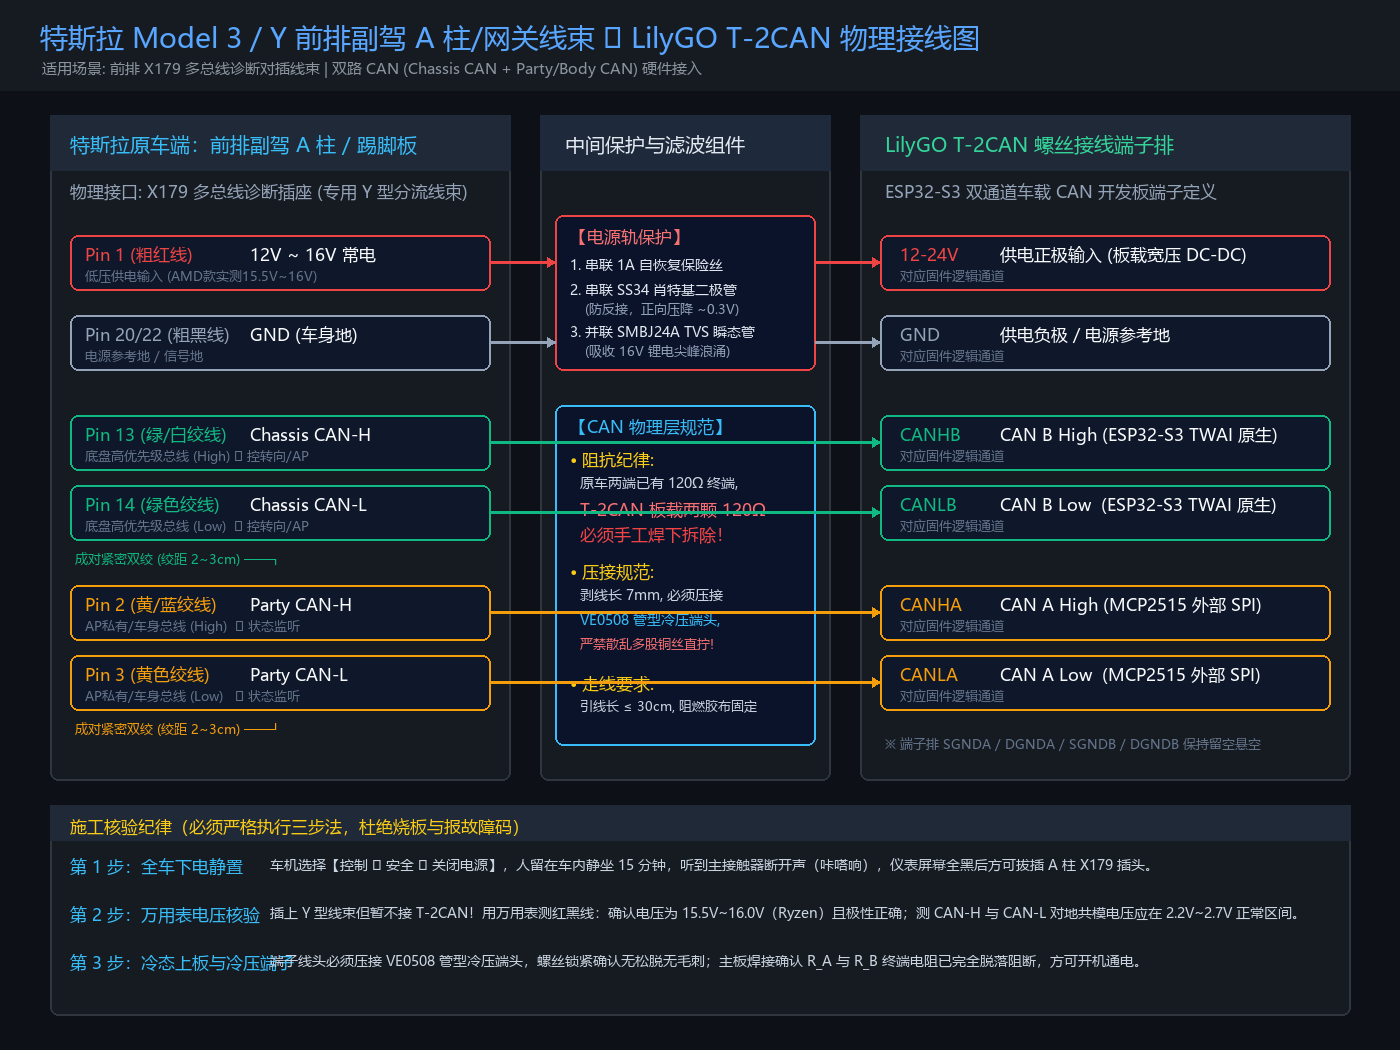 特斯拉 Model 3 / Y 前排副驾 A 柱/网关线束 □ LilyGO T-2CAN 物理接线图
适用场景: 前排 X179 多总线诊断对插线束 | 双路 CAN (Chassis CAN + Party/Body CAN) 硬件接入
特斯拉原车端：前排副驾 A 柱 / 踢脚板
物理接口: X179 多总线诊断插座 (专用 Y 型分流线束)
Pin 1 (粗红线) 12V ~ 16V 常电
低压供电输入 (AMD款实测15.5V~16V)
Pin 20/22 (粗黑线) GND (车身地)
电源参考地 / 信号地
Pin 13 (绿/白绞线) Chassis CAN-H
底盘高优先级总线 (High) □ 控转向/AP
Pin 14 (绿色绞线) Chassis CAN-L
底盘高优先级总线 (Low) □ 控转向/AP
成对紧密双绞 (绞距 2~3cm) ──┐
Pin 2 (黄/蓝绞线) Party CAN-H
AP私有/车身总线 (High) □ 状态监听
Pin 3 (黄色绞线) Party CAN-L
AP私有/车身总线 (Low) □ 状态监听
成对紧密双绞 (绞距 2~3cm) ──┘
中间保护与滤波组件
【电源轨保护】
1. 串联 1A 自恢复保险丝
2. 串联 SS34 肖特基二极管
(防反接，正向压降 ~0.3V)
3. 并联 SMBJ24A TVS 瞬态管
(吸收 16V 锂电尖峰浪涌)
【CAN 物理层规范】
• 阻抗纪律:
原车两端已有 120Ω 终端,
T-2CAN 板载两颗 120Ω
必须手工焊下拆除！
• 压接规范:
剥线长 7mm, 必须压接
VE0508 管型冷压端头,
严禁散乱多股铜丝直拧!
• 走线要求:
引线长 ≤ 30cm, 阻燃胶布固定
LilyGO T-2CAN 螺丝接线端子排
ESP32-S3 双通道车载 CAN 开发板端子定义
12-24V 供电正极输入 (板载宽压 DC-DC)
对应固件逻辑通道
GND 供电负极 / 电源参考地
对应固件逻辑通道
CANHB CAN B High (ESP32-S3 TWAI 原生)
对应固件逻辑通道
CANLB CAN B Low (ESP32-S3 TWAI 原生)
对应固件逻辑通道
CANHA CAN A High (MCP2515 外部 SPI)
对应固件逻辑通道
CANLA CAN A Low (MCP2515 外部 SPI)
对应固件逻辑通道
※ 端子排 SGNDA / DGNDA / SGNDB / DGNDB 保持留空悬空
施工核验纪律（必须严格执行三步法，杜绝烧板与报故障码）
第 1 步：全车下电静置 车机选择【控制 □ 安全 □ 关闭电源】，人留在车内静坐 15 分钟，听到主接触器断开声（咔嗒响），仪表屏幕全黑后方可拔插 A 柱 X179 插头。
第 2 步：万用表电压核验 插上 Y 型线束但暂不接 T-2CAN！用万用表测红黑线：确认电压为 15.5V~16.0V（Ryzen）且极性正确；测 CAN-H 与 CAN-L 对地共模电压应在 2.2V~2.7V 正常区间。
第 3 步：冷态上板与冷压端子 端子线头必须压接 VE0508 管型冷压端头，螺丝锁紧确认无松脱无毛刺；主板焊接确认 R_A 与 R_B 终端电阻已完全脱落阻断，方可开机通电。